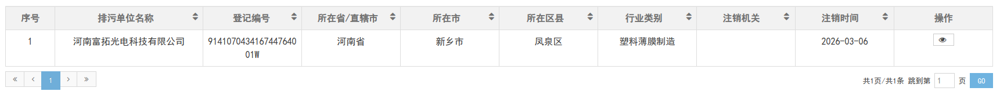 序号 排污单位名称 登记编号 所在省/直辖市 所在市 所在区县 行业类别 注销机关 注销时间 操作
1 河南富拓光电科技有限公司 9141070434167447640 河南省 新乡市 凤泉区 塑料薄膜制造 2026-03-06
01W
« ‹ 1 › » 共1页/共1条 跳到第 1 页 GO